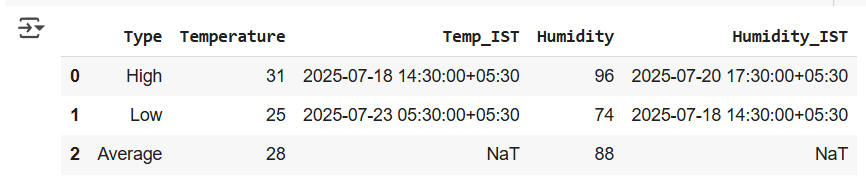 Type Temperature Temp_IST Humidity Humidity_IST
0 High 31 2025-07-18 14:30:00+05:30 96 2025-07-20 17:30:00+05:30
1 Low 25 2025-07-23 05:30:00+05:30 74 2025-07-18 14:30:00+05:30
2 Average 28 NaT 88 NaT